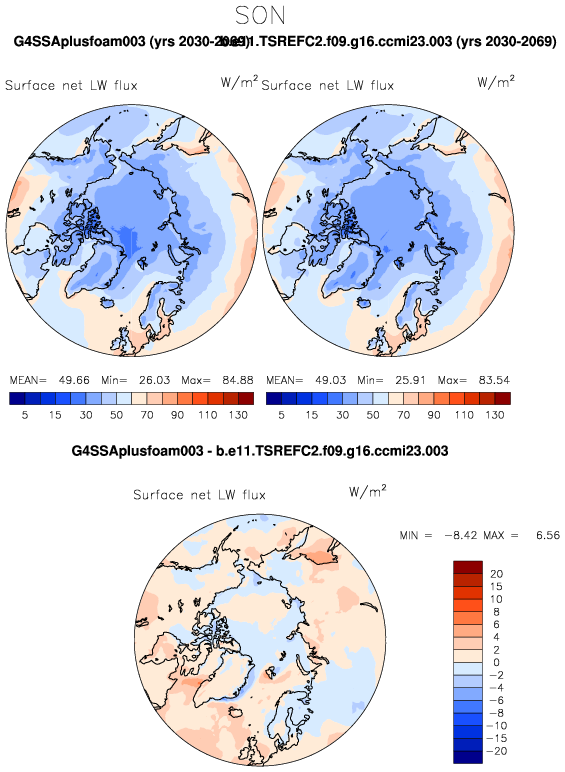 SON
G4SSAplusfoam003 (yrs 2030-2069) b.e11.TSREFC2.f09.g16.ccmi23.003 (yrs 2030-2069)
Surface net LW flux W/m² Surface net LW flux W/m²
MEAN= 49.66 Min= 26.03 Max= 84.88 MEAN= 49.03 Min= 25.91 Max= 83.54
5 15 30 50 70 90 110 130 5 15 30 50 70 90 110 130
G4SSAplusfoam003 - b.e11.TSREFC2.f09.g16.ccmi23.003
Surface net LW flux W/m²
MIN = -8.42 MAX = 6.56
20
15
10
8
6
4
2
0
-2
-4
-6
-8
-10
-15
-20